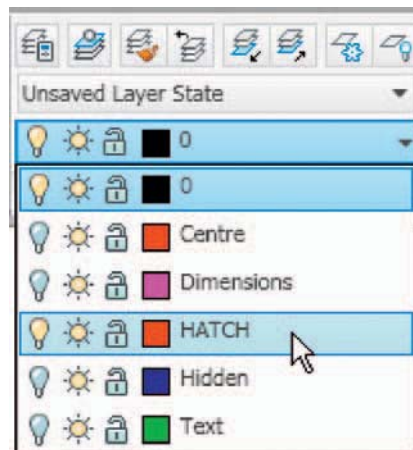 Unsaved Layer State
0
0
Centre
Dimensions
HATCH
Hidden
Text